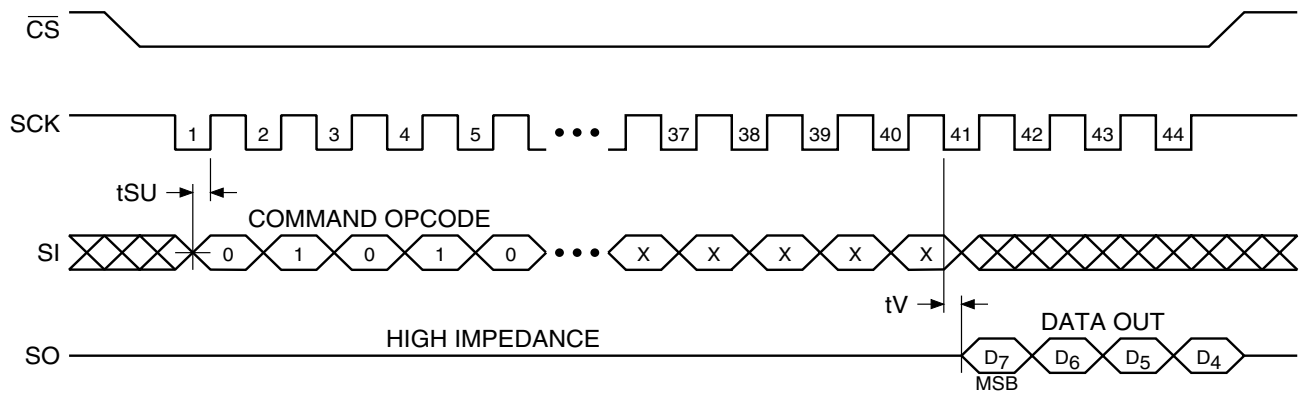 CS
SCK 1 2 3 4 5 37 38 39 40 41 42 43 44
tSU
COMMAND OPCODE
SI 0 1 0 1 0 X X X X X
tV
HIGH IMPEDANCE DATA OUT
SO D7 D6 D5 D4
MSB